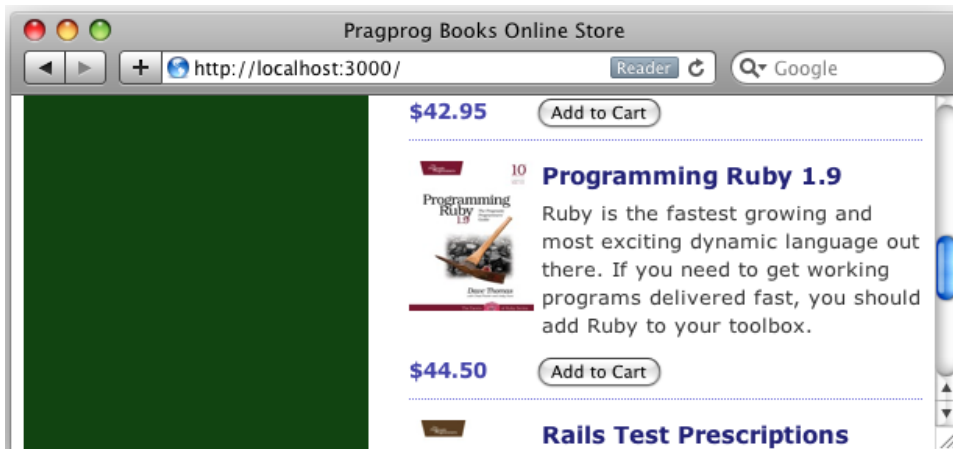 Pragprog Books Online Store
http://localhost:3000/
Reader
Google
$42.95
Add to Cart
10
Programming
Ruby
1.9
Dave Thomas
Programming Ruby 1.9
Ruby is the fastest growing and
most exciting dynamic language out
there. If you need to get working
programs delivered fast, you should
add Ruby to your toolbox.
$44.50
Add to Cart
Rails Test Prescriptions